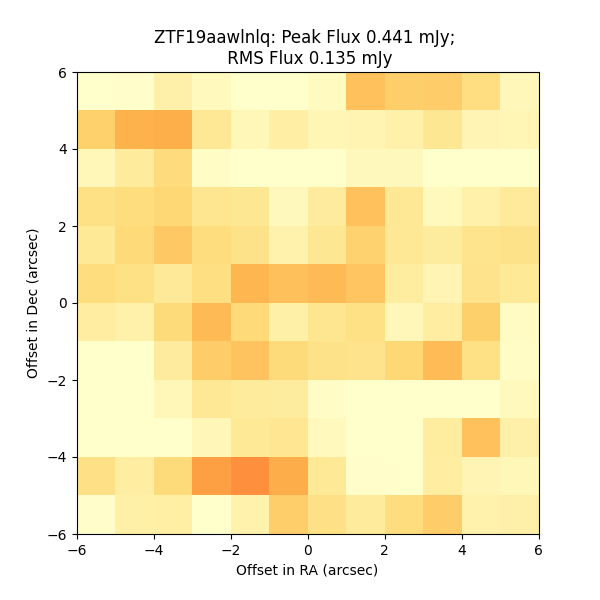 ZTF19aawlnlq: Peak Flux 0.441 mJy;
RMS Flux 0.135 mJy
6
4
2
0
−2
−4
−6
Offset in Dec (arcsec)
−6 −4 −2 0 2 4 6
Offset in RA (arcsec)